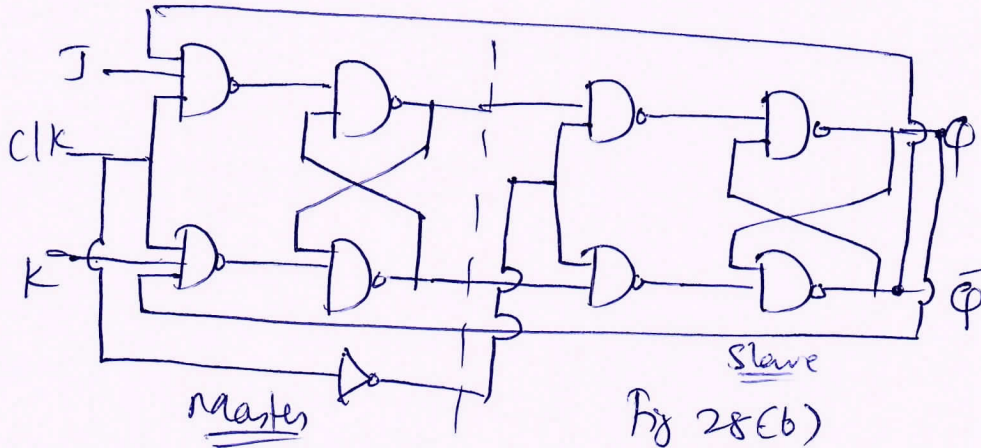 J
Clk
K
Q
Q̄
Master
Slave
Fig 28(b)